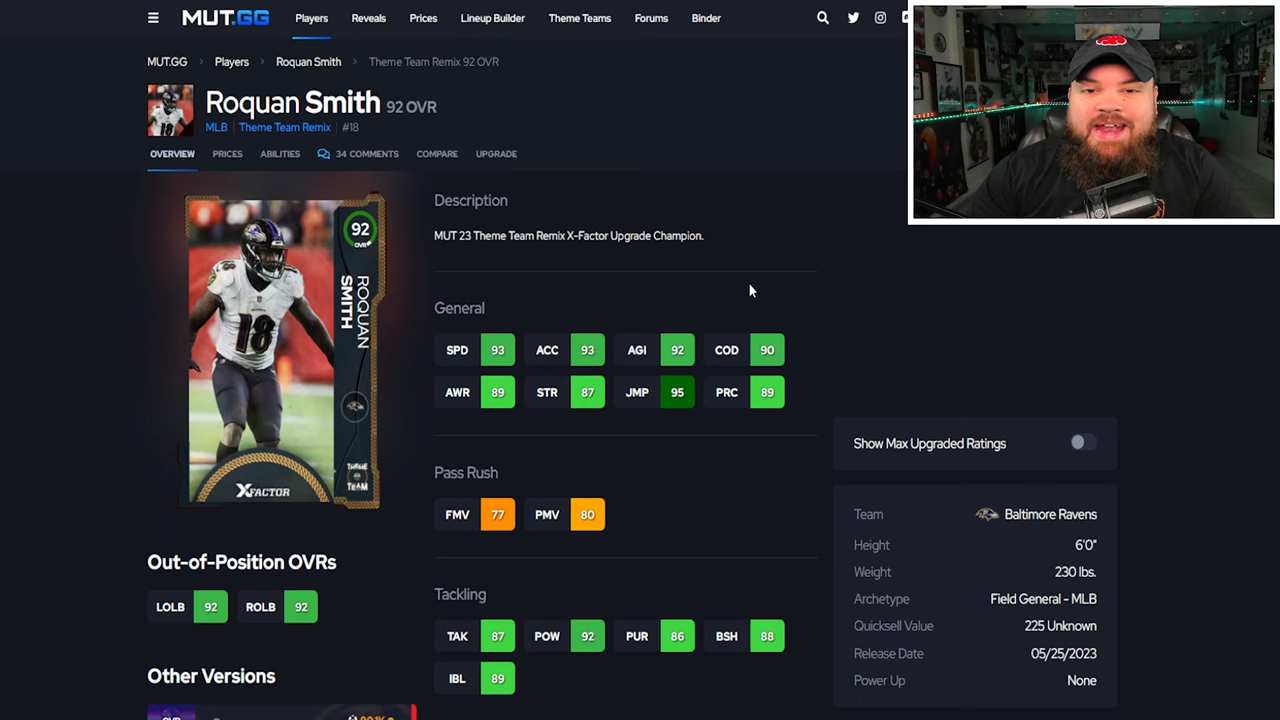 MUT.GG
Players
Reveals
Prices
Lineup Builder
Theme Teams
Forums
Binder
MUT.GG > Players > Roquan Smith > Theme Team Remix 92 OVR
Roquan Smith 92 OVR
MLB | Theme Team Remix | #18
OVERVIEW
PRICES
ABILITIES
34 COMMENTS
COMPARE
UPGRADE
92
OVR
ROQUAN
SMITH
18
XFACTOR
THEME
TEAM
Description
MUT 23 Theme Team Remix X-Factor Upgrade Champion.
General
SPD 93 ACC 93 AGI 92 COD 90
AWR 89 STR 87 JMP 95 PRC 89
Pass Rush
FMV 77 PMV 80
Tackling
TAK 87 POW 92 PUR 86 BSH 88
IBL 89
Out-of-Position OVRs
LOLB 92 ROLB 92
Other Versions
Show Max Upgraded Ratings
Team Baltimore Ravens
Height 6'0"
Weight 230 lbs.
Archetype Field General - MLB
Quicksell Value 225 Unknown
Release Date 05/25/2023
Power Up None